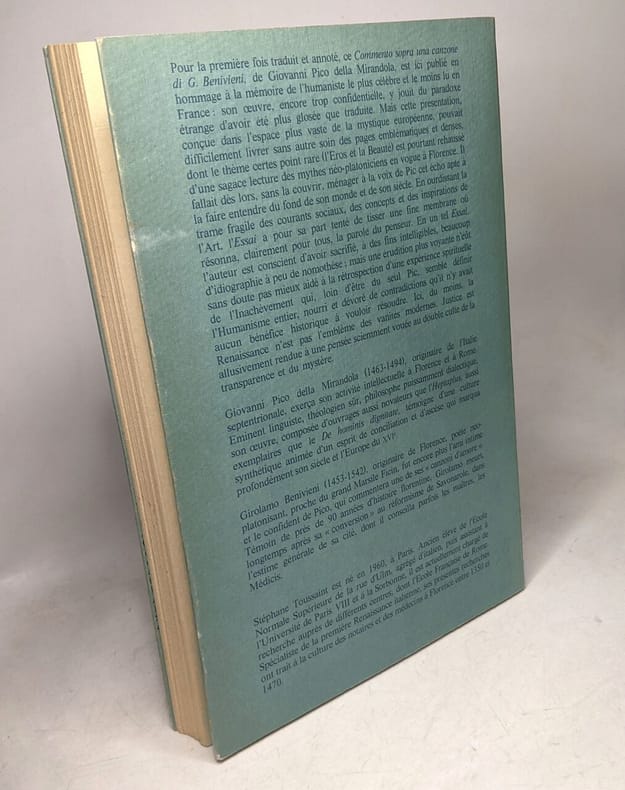 Pour la première fois traduit et annoté, ce Commento sopra una canzone
di G. Benivieni, de Giovanni Pico della Mirandola, est ici publié en
hommage à la mémoire de l'humaniste le plus célèbre et le moins lu en
France : son œuvre, encore trop confidentielle, y jouit du paradoxe
étrange d'avoir été plus glosée que traduite. Mais cette présentation,
conçue dans l'espace plus vaste de la mystique européenne, pouvait
difficilement livrer sans autre soin des pages emblématiques et denses,
dont le thème certes point rare (l'Eros et la Beauté) est pourtant rehaussé
d'une sagace lecture des mythes néo-platoniciens en vogue à Florence. Il
fallait dès lors, sans la couvrir, ménager à la voix de Pic cet écho apte à
la faire entendre du fond de son monde et de son siècle. En ourdissant la
trame fragile des courants sociaux, des concepts et des inspirations de
l'Art, l'Essai a pour sa part tenté de tisser une fine membrane où
résonna, clairement pour tous, la parole du penseur. En un tel Essai,
l'auteur est conscient d'avoir sacrifié, à des fins intelligibles, beaucoup
d'idiographie à peu de nomothèse ; mais une érudition plus voyante n'eût
sans doute pas mieux aidé à la rétrospection d'une expérience spirituelle
de l'Inachèvement qui, loin d'être du seul Pic, semble définir
l'Humanisme entier, nourri et dévoré de contradictions qu'il n'y avait
aucun bénéfice historique à vouloir résoudre. Ici, du moins, la
Renaissance n'est pas l'emblème des vanités modernes. Justice est
allusivement rendue à une pensée sciemment vouée au double culte de la
transparence et du mystère.
Giovanni Pico della Mirandola (1463-1494), originaire de l'Italie
septentrionale, exerça son activité intellectuelle à Florence et à Rome.
Eminent linguiste, théologien sûr, philosophe puissamment dialectique,
son œuvre, composée d'ouvrages aussi novateurs que l'Heptaplus, aussi
exemplaires que le De hominis dignitate, témoigne d'une culture
synthétique animée d'un esprit de conciliation et d'ascèse qui marqua
profondément son siècle et l'Europe du XVIe.
Girolamo Benivieni (1453-1542), originaire de Florence, poète néo-
platonisant, proche du grand Marsile Ficin, fut encore plus l'ami intime
et le confident de Pico, qui commentera une de ses « canzoni d'amore ».
Témoin de près de 90 années d'histoire florentine, Girolamo meurt,
longtemps après sa « conversion » au réformisme de Savonarole, dans
l'estime générale de sa cité, dont il conseilla parfois les maîtres, les
Médicis.
Stéphane Toussaint est né en 1960, à Paris. Ancien élève de l'Ecole
Normale Supérieure de la rue d'Ulm, agrégé d'italien, puis assistant à
l'Université de Paris VIII et à la Sorbonne, il est actuellement chargé de
recherche auprès de différents centres, dont l'Ecole Française de Rome.
Spécialiste de la première Renaissance italienne, ses présentes recherches
ont trait à la culture des notaires et des médecins à Florence entre 1350 et
1470.